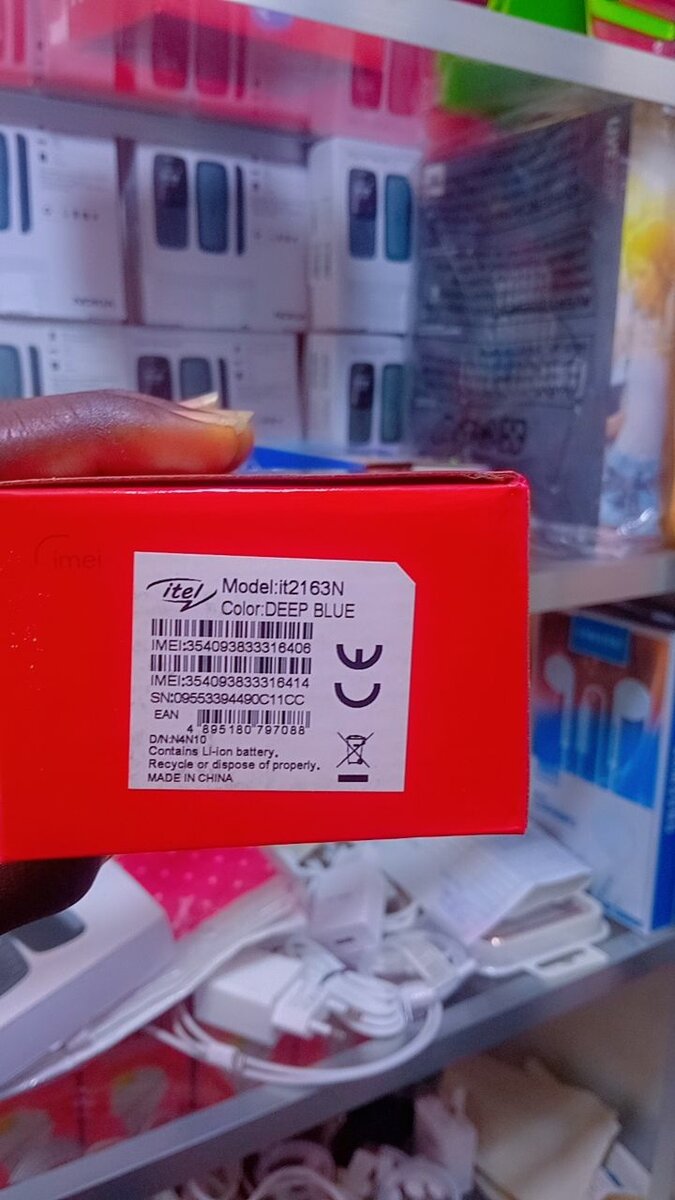 imei
itel
Model:it2163N
Color:DEEP BLUE
IMEI:354093833316406
IMEI:354093833316414
SN:09553394490C11CC
EAN
4 895180 797088
D/N:N4N10
Contains Li-ion battery.
Recycle or dispose of properly.
MADE IN CHINA
CE